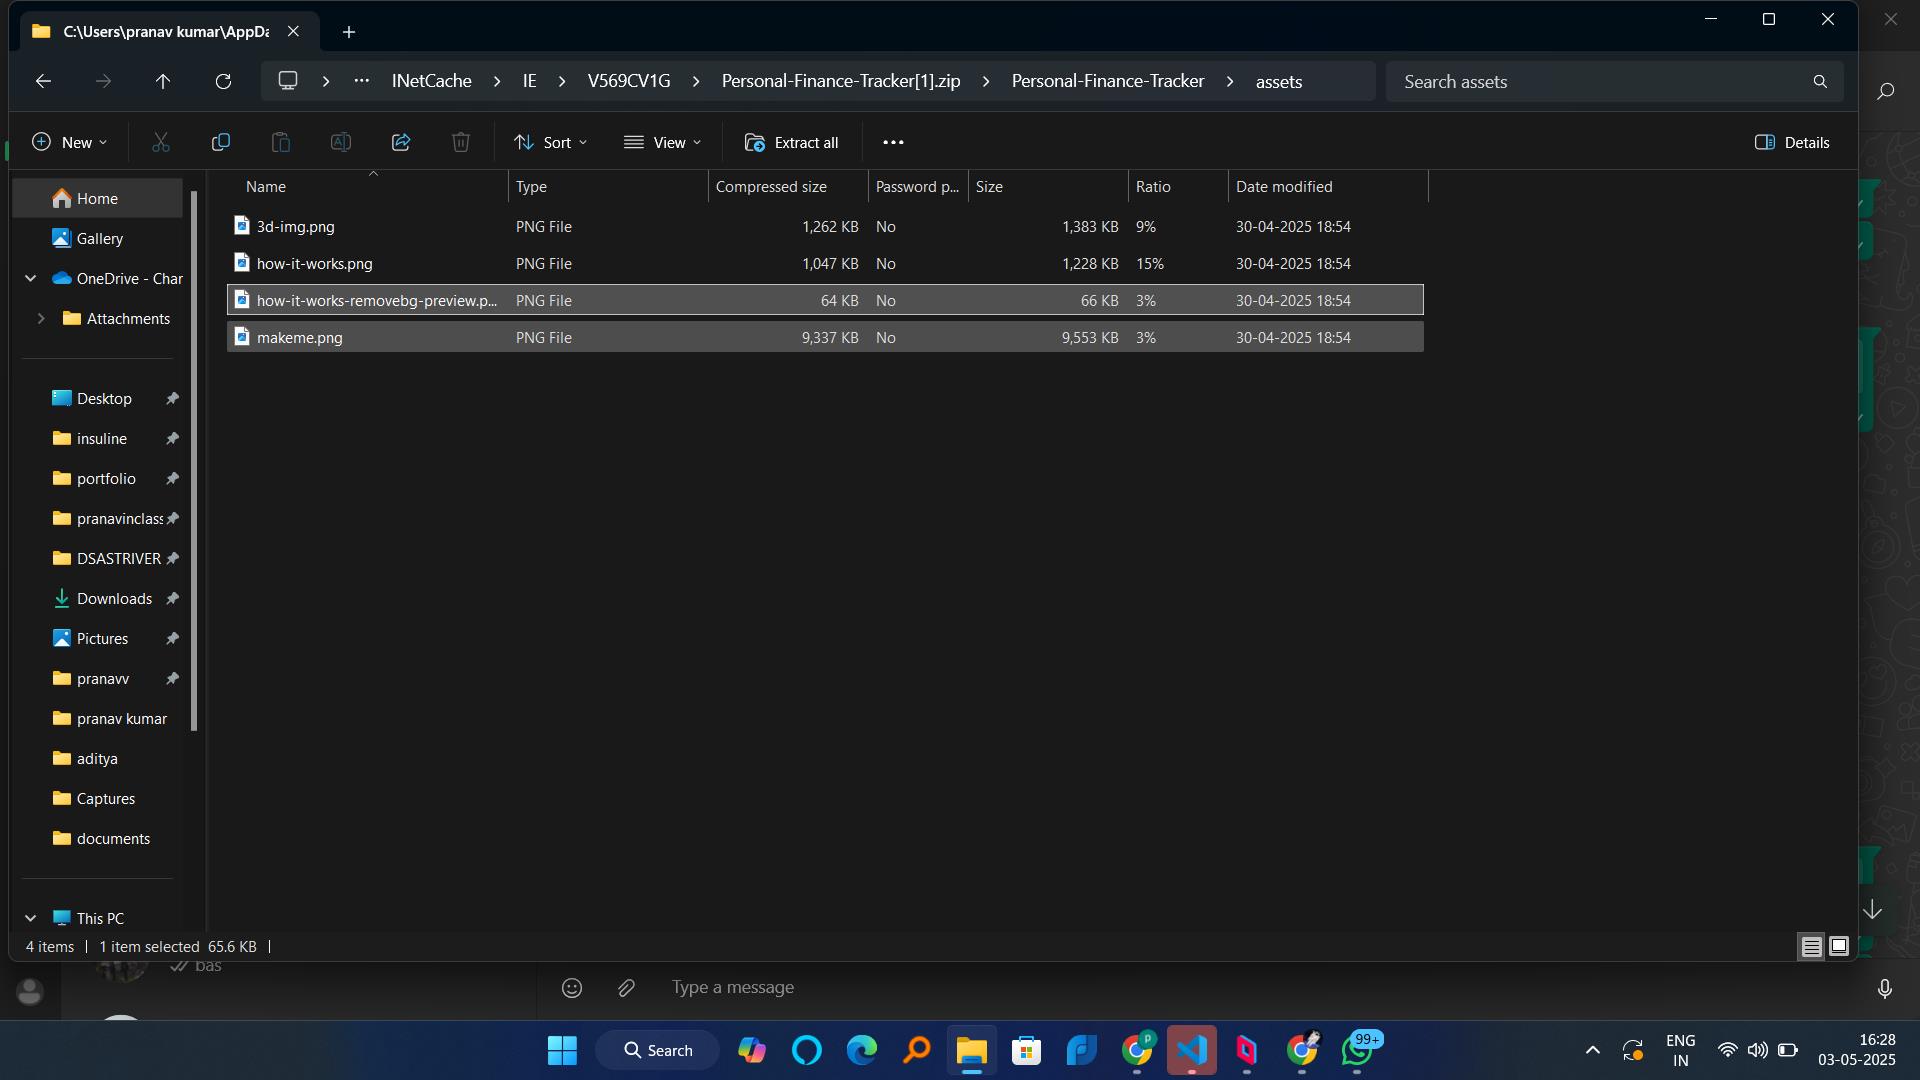 C:\Users\pranav kumar\AppDa
INetCache
IE
V569CV1G
Personal-Finance-Tracker[1].zip
Personal-Finance-Tracker
assets
Search assets
New
Sort
View
Extract all
Details
Name Type Compressed size Password p... Size Ratio Date modified
3d-img.png PNG File 1,262 KB No 1,383 KB 9% 30-04-2025 18:54
how-it-works.png PNG File 1,047 KB No 1,228 KB 15% 30-04-2025 18:54
how-it-works-removebg-preview.p... PNG File 64 KB No 66 KB 3% 30-04-2025 18:54
makeme.png PNG File 9,337 KB No 9,553 KB 3% 30-04-2025 18:54
Home
Gallery
OneDrive - Char
Attachments
Desktop
insuline
portfolio
pranavinclass
DSASTRIVER
Downloads
Pictures
pranavv
pranav kumar
aditya
Captures
documents
This PC
4 items
1 item selected 65.6 KB
bas
Type a message
Search
99+
ENG
IN
16:28
03-05-2025